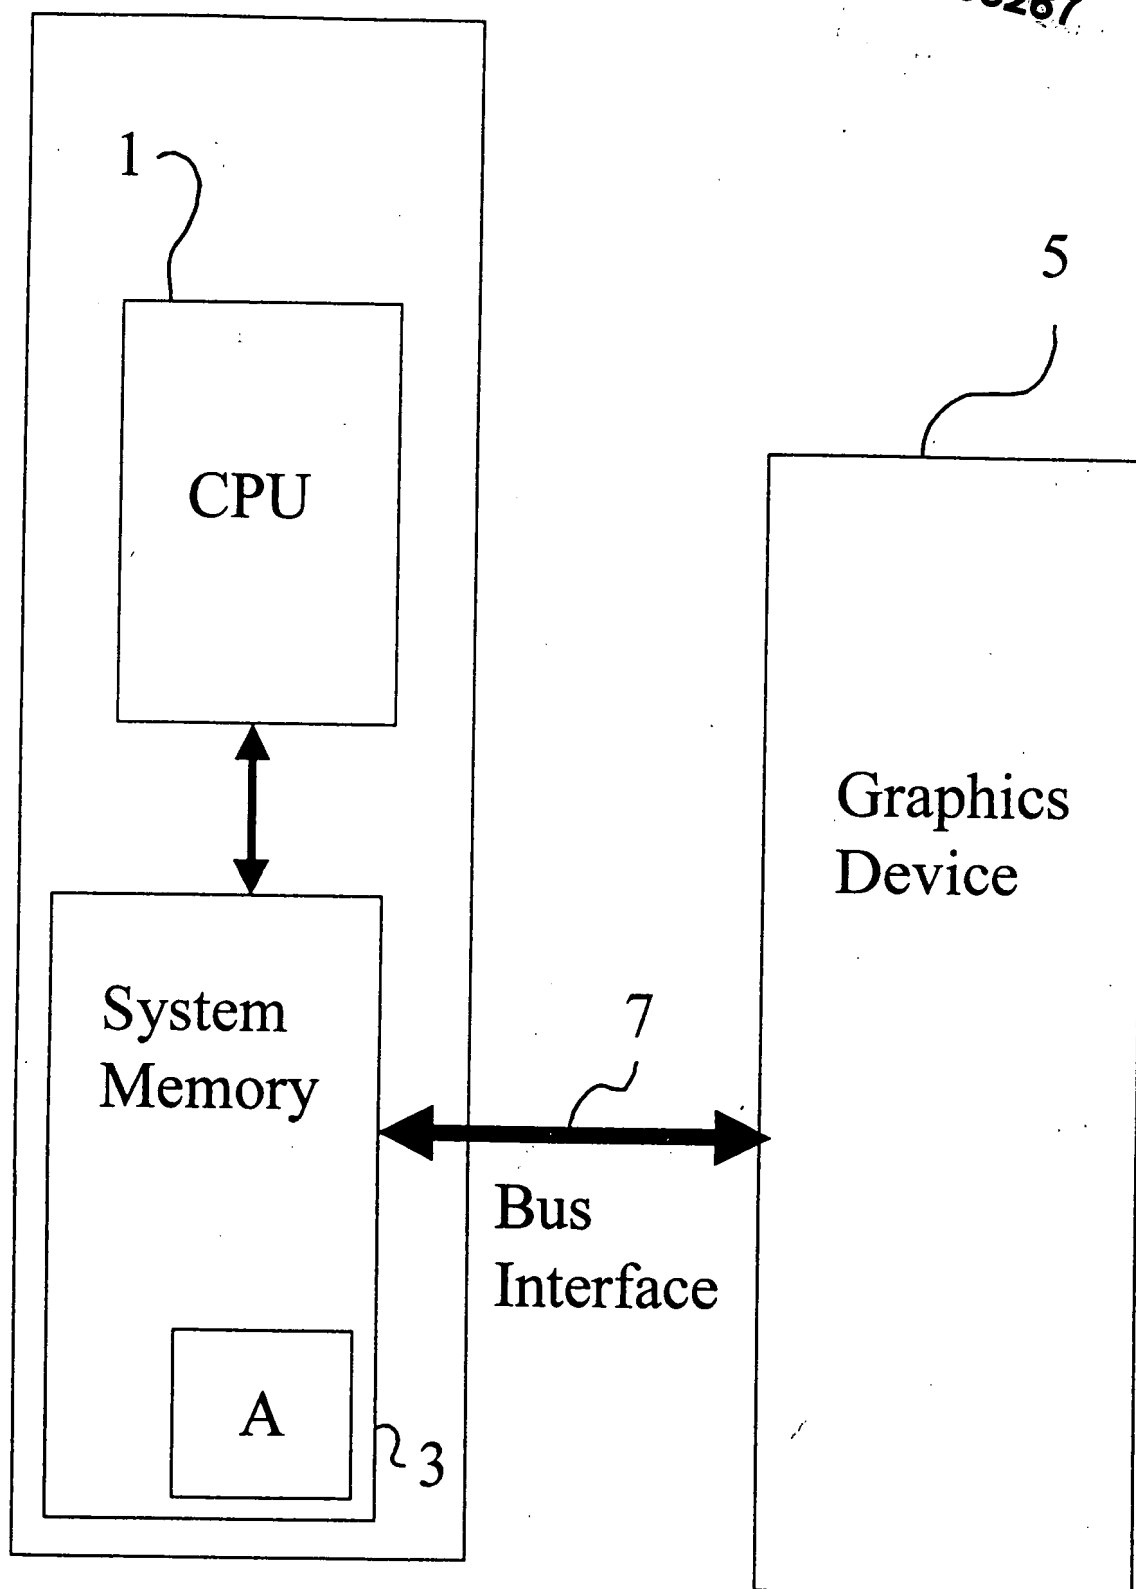 1
5
CPU
Graphics
Device
System
Memory
7
Bus
Interface
A
3